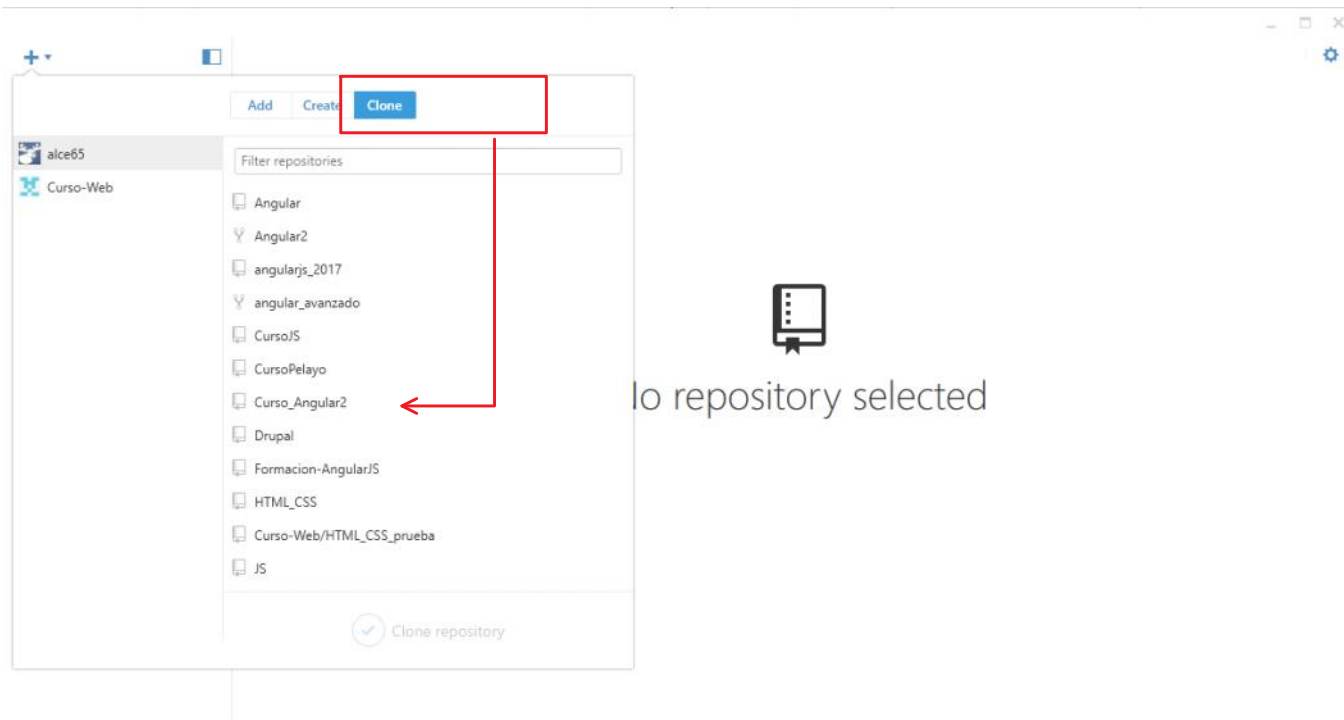 Add Create Clone
alce65
Curso-Web
Filter repositories
Angular
Angular2
angularjs_2017
angular_avanzado
CursoJS
CursoPelayo
Curso_Angular2
Drupal
Formacion-AngularJS
HTML_CSS
Curso-Web/HTML_CSS_prueba
JS
Clone repository
lo repository selected